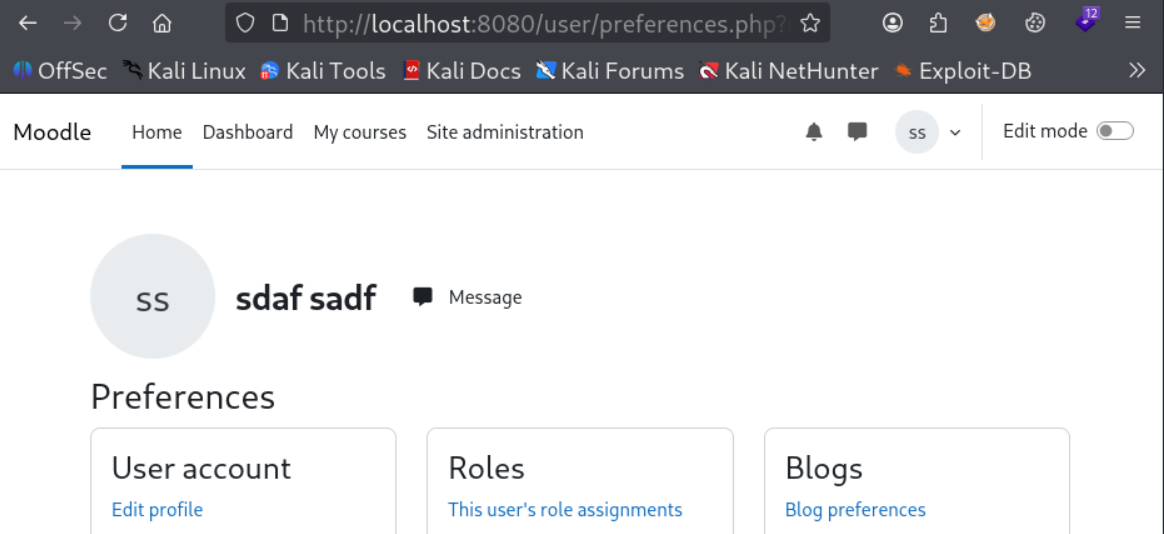 http://localhost:8080/user/preferences.php?
12
OffSec Kali Linux Kali Tools Kali Docs Kali Forums Kali NetHunter Exploit-DB
Moodle Home Dashboard My courses Site administration ss Edit mode
ss sdaf sadf Message
Preferences
User account Roles Blogs
Edit profile This user's role assignments Blog preferences